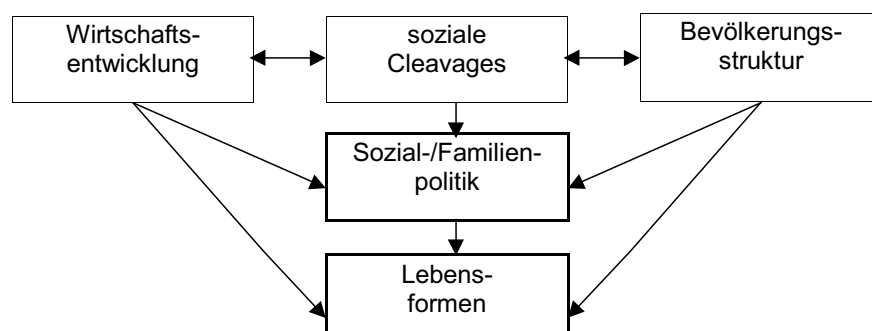 Wirtschafts-
entwicklung
soziale
Cleavages
Bevölkerungs-
struktur
Sozial-/Familien-
politik
Lebens-
formen